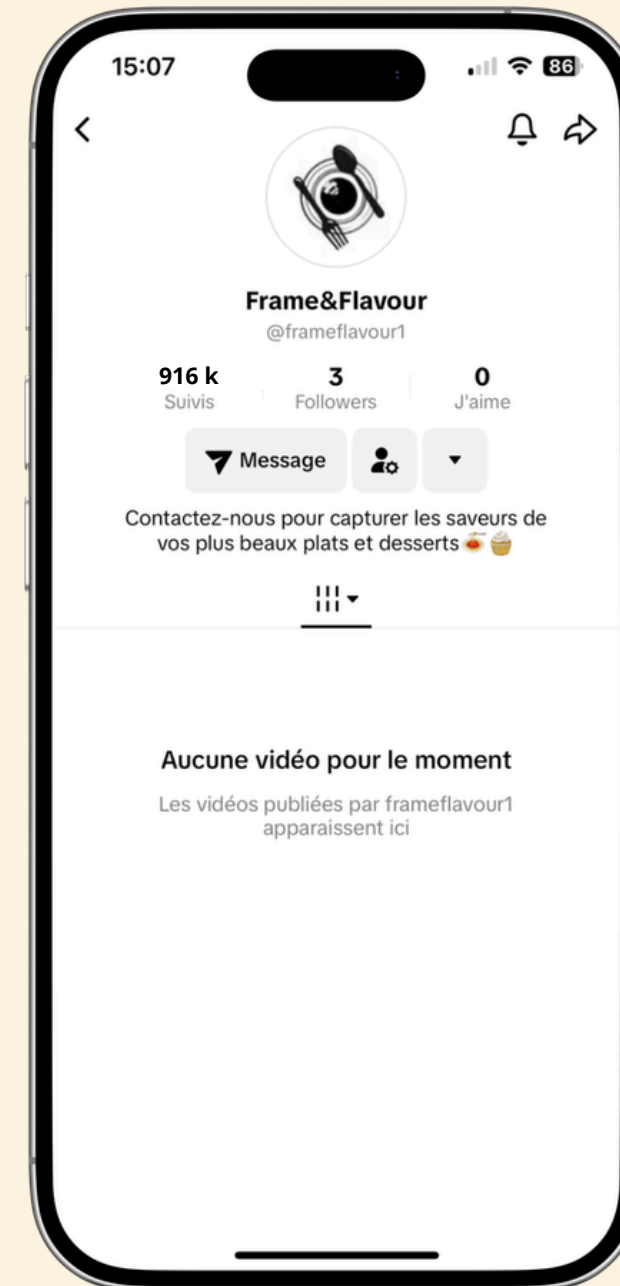 15:07
86
Frame&Flavour
@frameflavour1
916 k 3 0
Suivis Followers J'aime
Message
Contactez-nous pour capturer les saveurs de
vos plus beaux plats et desserts🍝🧁
Aucune vidéo pour le moment
Les vidéos publiées par frameflavour1
apparaissent ici